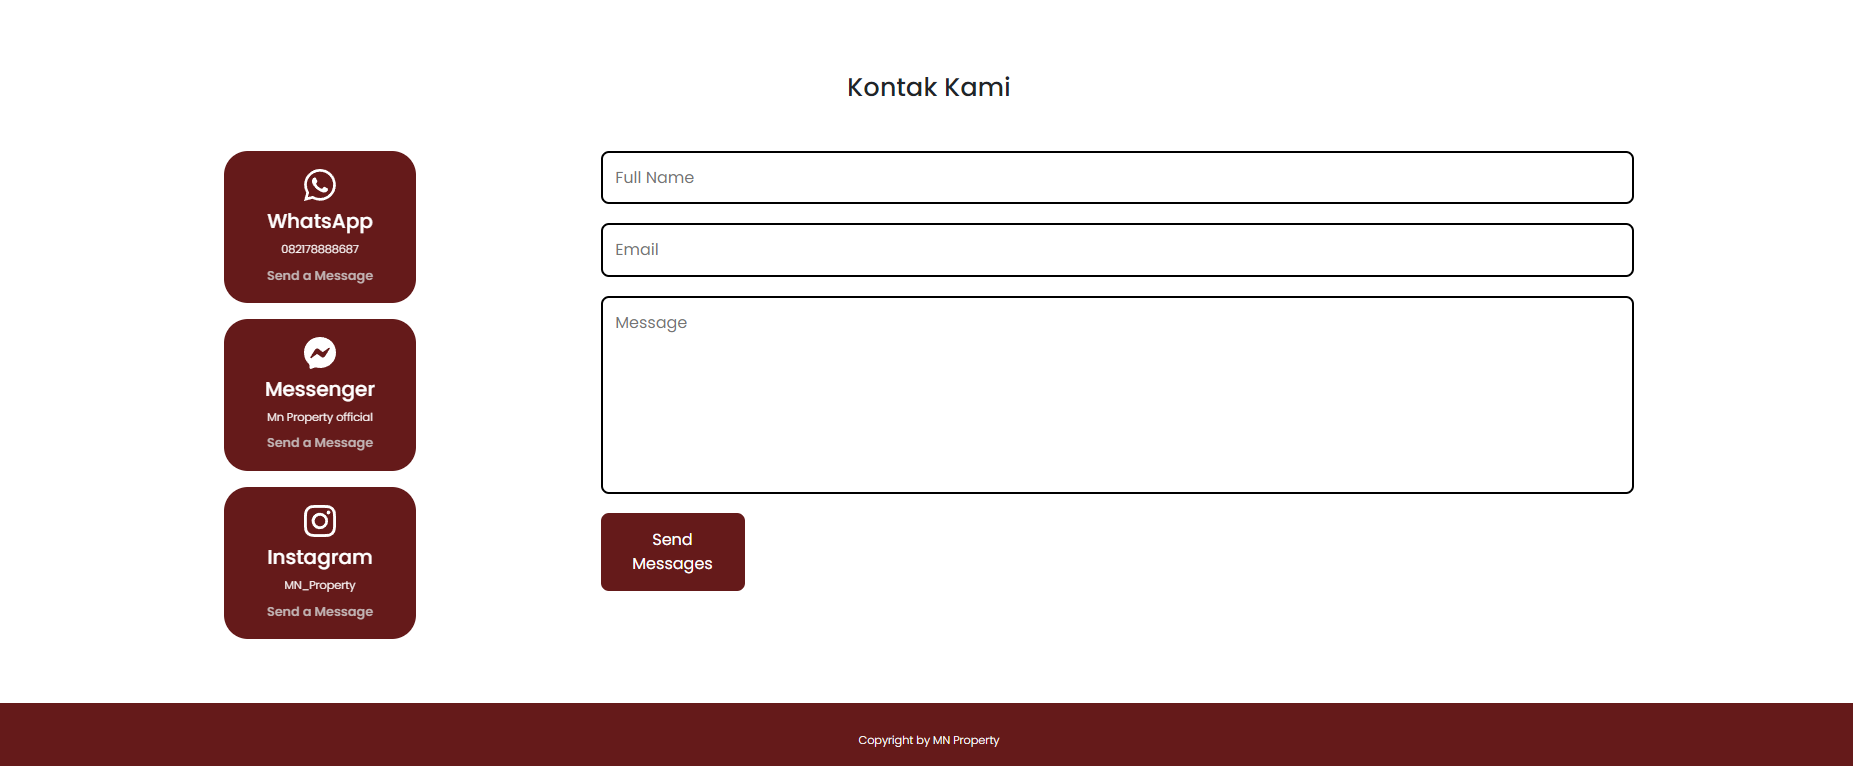 Kontak Kami
WhatsApp
082178888687
Send a Message
Messenger
Mn Property official
Send a Message
Instagram
MN_Property
Send a Message
Full Name
Email
Message
Send
Messages
Copyright by MN Property